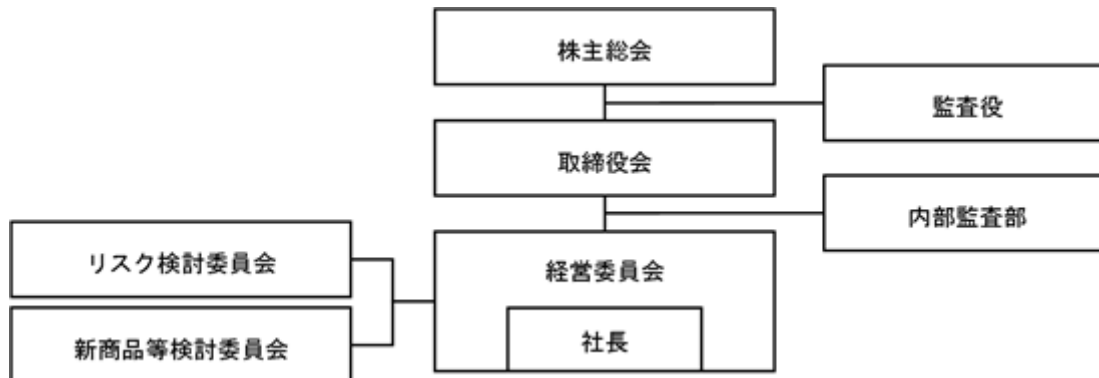 株主総会
監査役
取締役会
内部監査部
リスク検討委員会
経営委員会
新商品等検討委員会
社長